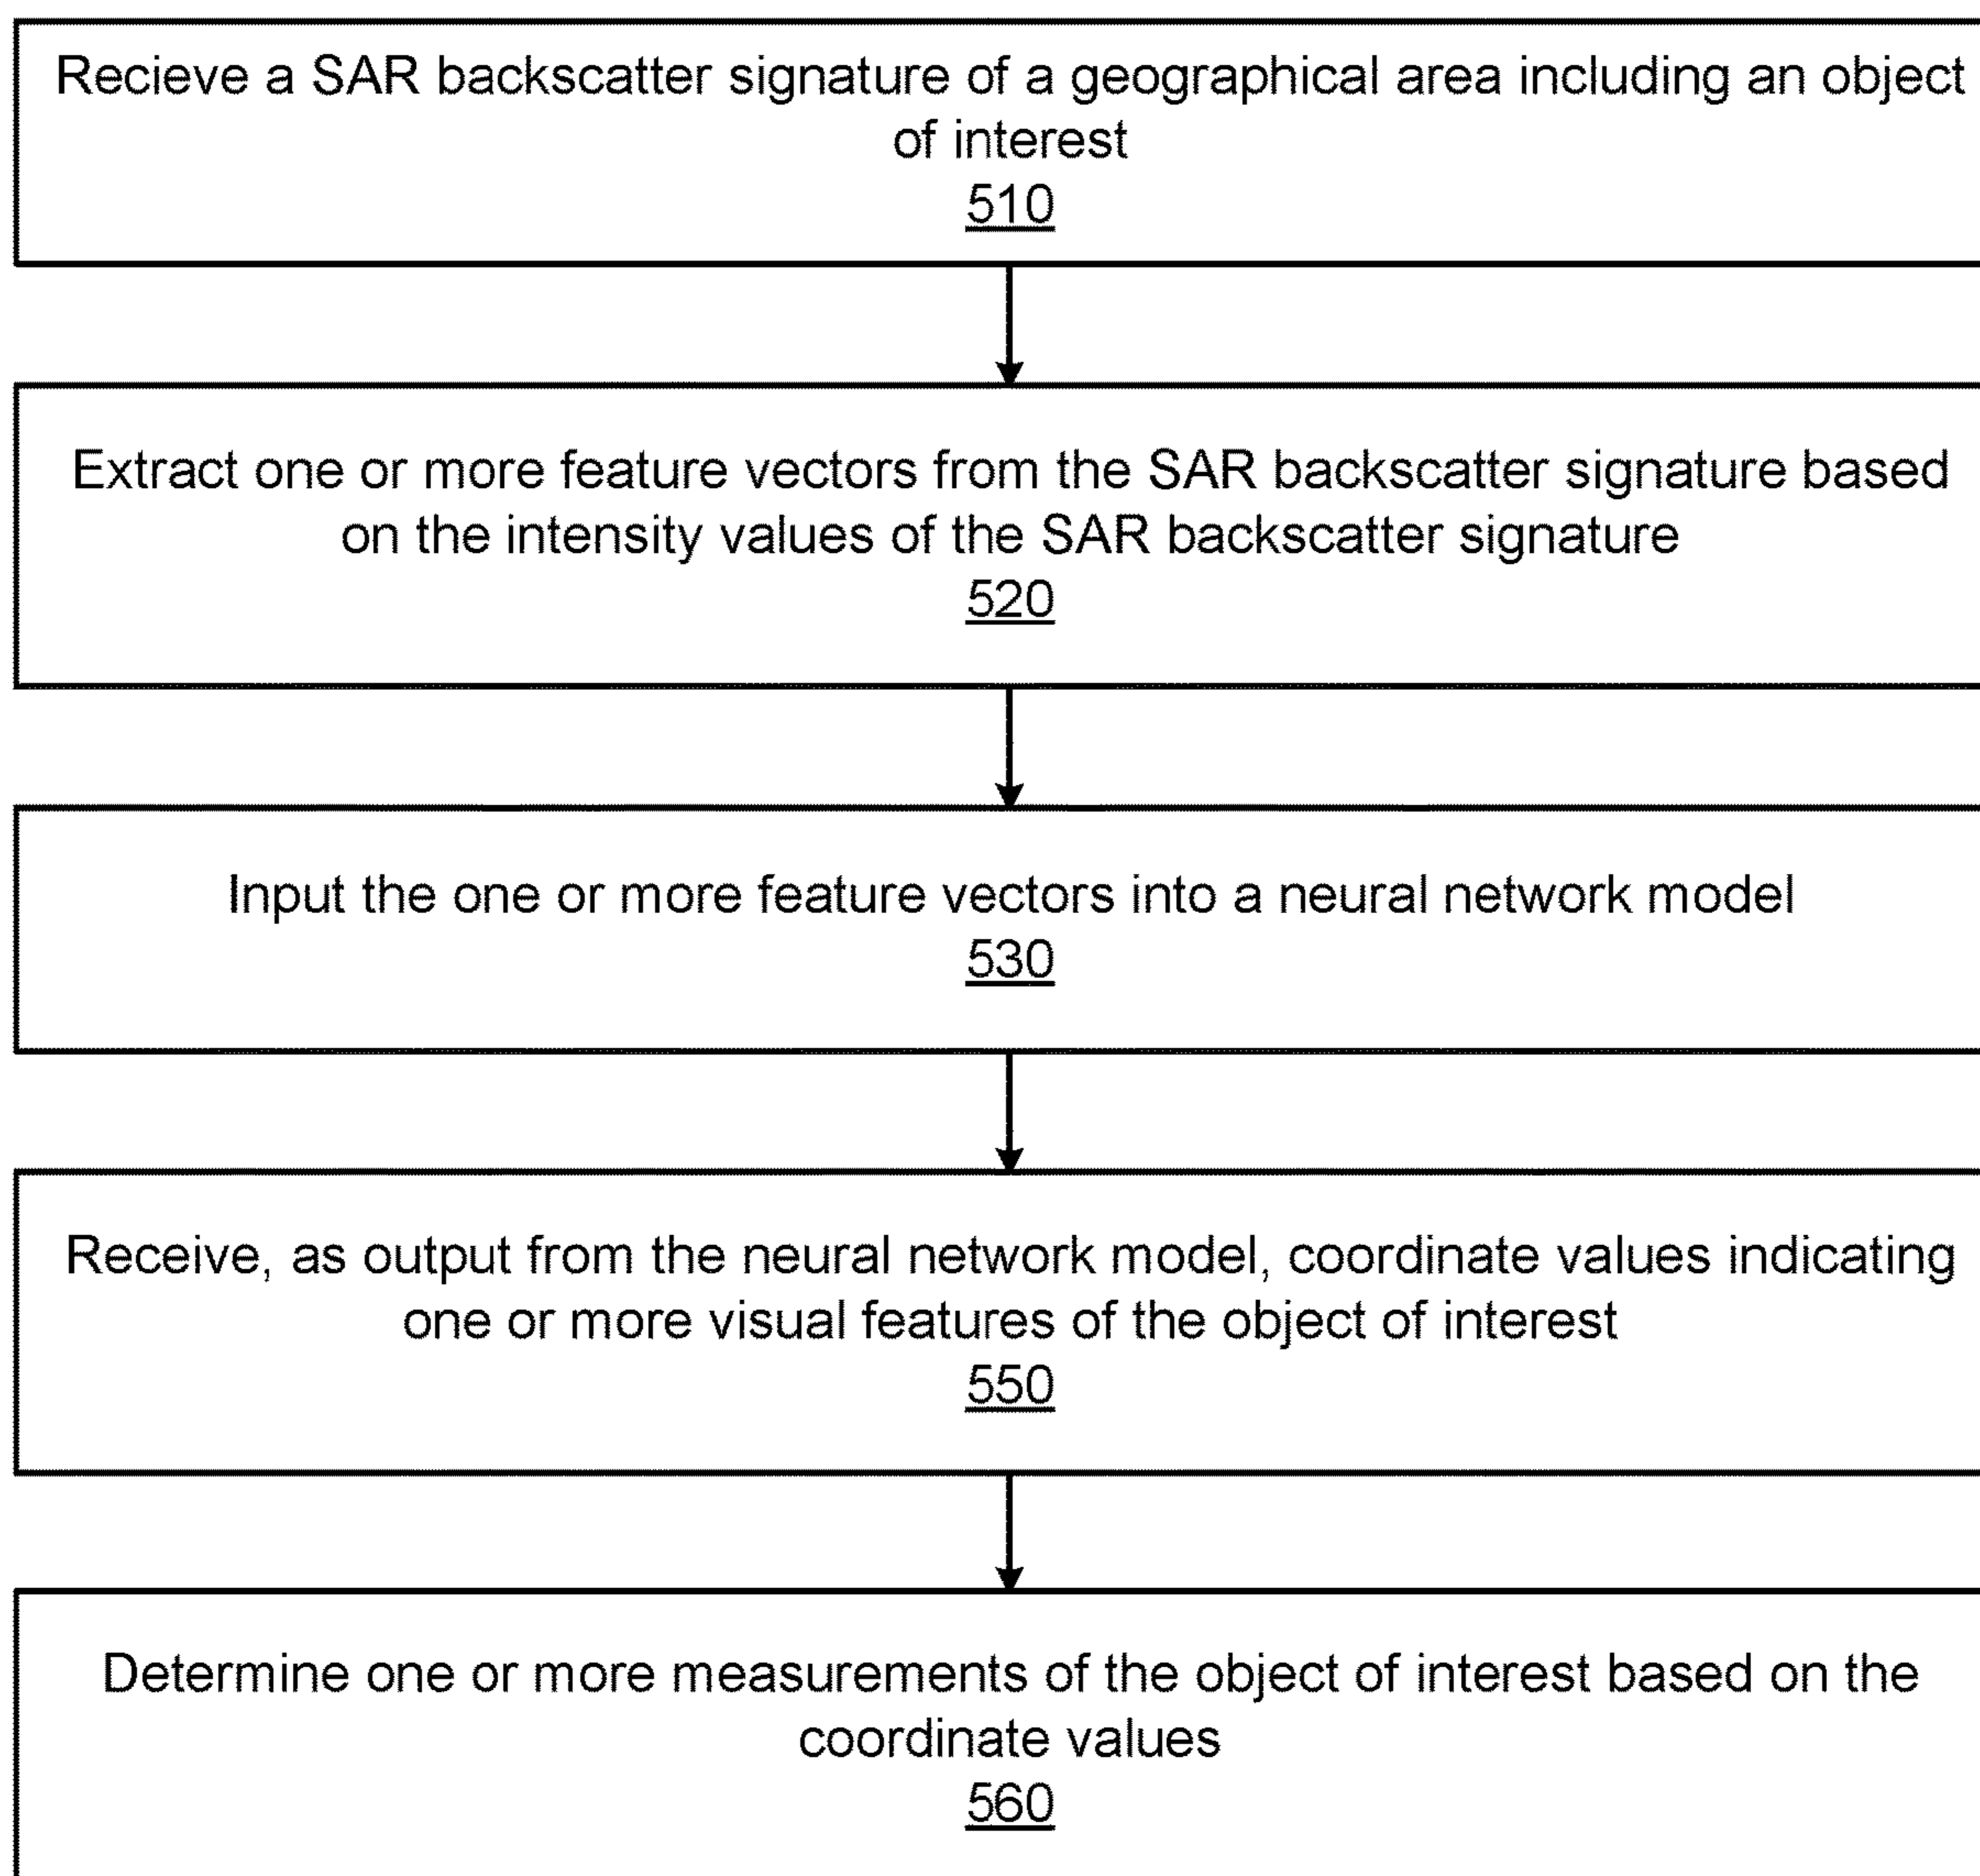 Recieve a SAR backscatter signature of a geographical area including an object
of interest
510
Extract one or more feature vectors from the SAR backscatter signature based
on the intensity values of the SAR backscatter signature
520
Input the one or more feature vectors into a neural network model
530
Receive, as output from the neural network model, coordinate values indicating
one or more visual features of the object of interest
550
Determine one or more measurements of the object of interest based on the
coordinate values
560